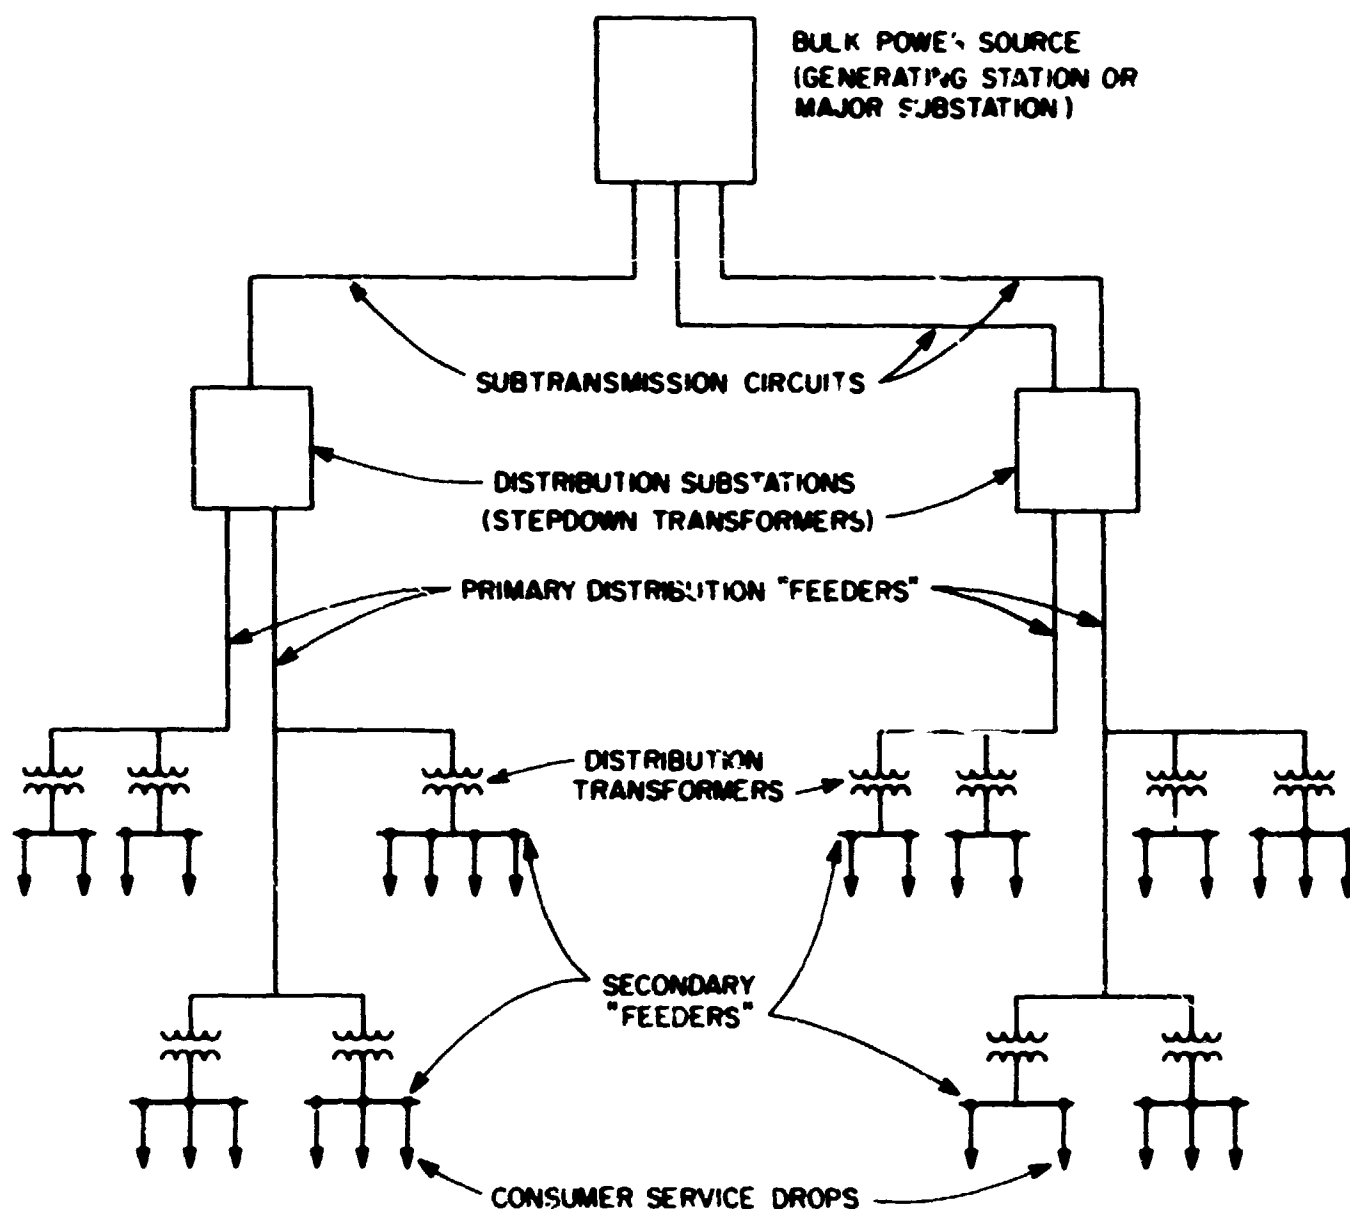 BULK POWER SOURCE
(GENERATING STATION OR
MAJOR SUBSTATION)
SUBTRANSMISSION CIRCUITS
DISTRIBUTION SUBSTATIONS
(STEPDOWN TRANSFORMERS)
PRIMARY DISTRIBUTION "FEEDERS"
DISTRIBUTION
TRANSFORMERS
SECONDARY
"FEEDERS"
CONSUMER SERVICE DROPS